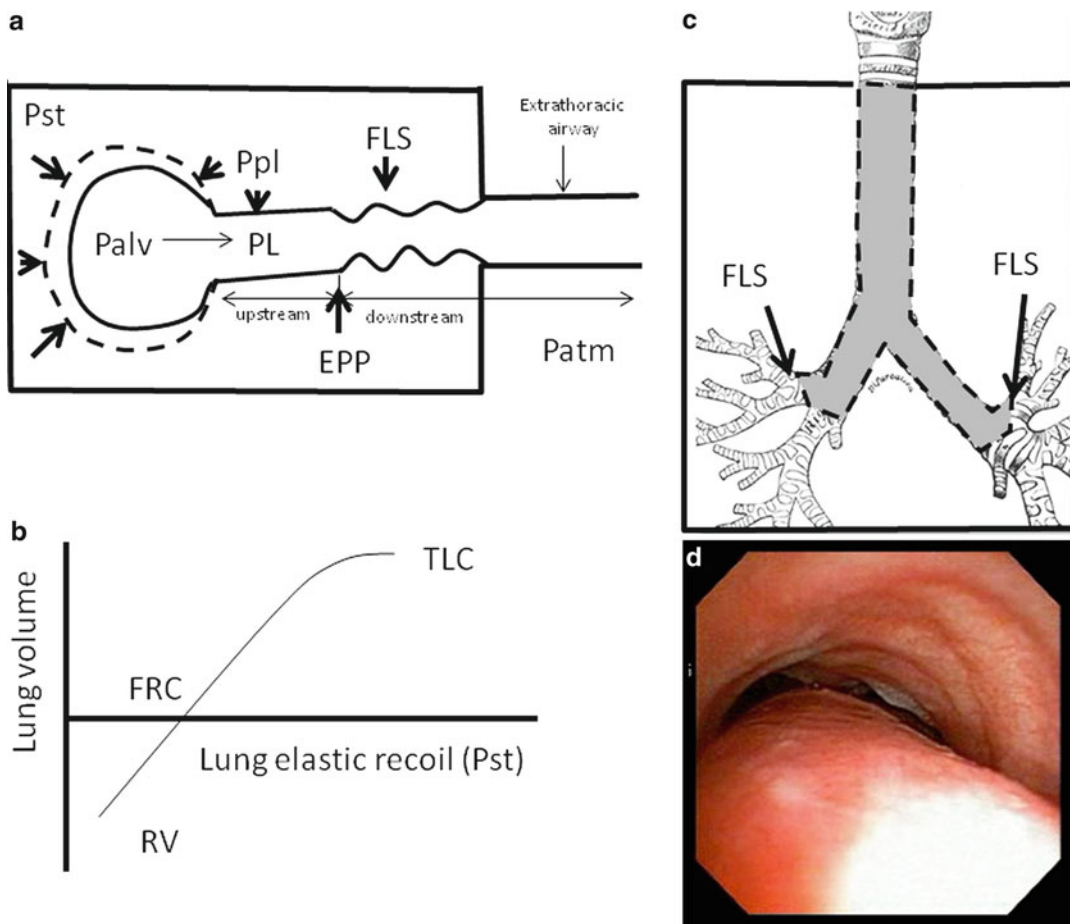 a
Pst
Ppl
FLS
Extrathoracic
airway
Palv
PL
upstream
downstream
EPP
Patm
b
Lung volume
TLC
FRC
Lung elastic recoil (Pst)
RV
c
FLS
FLS
d